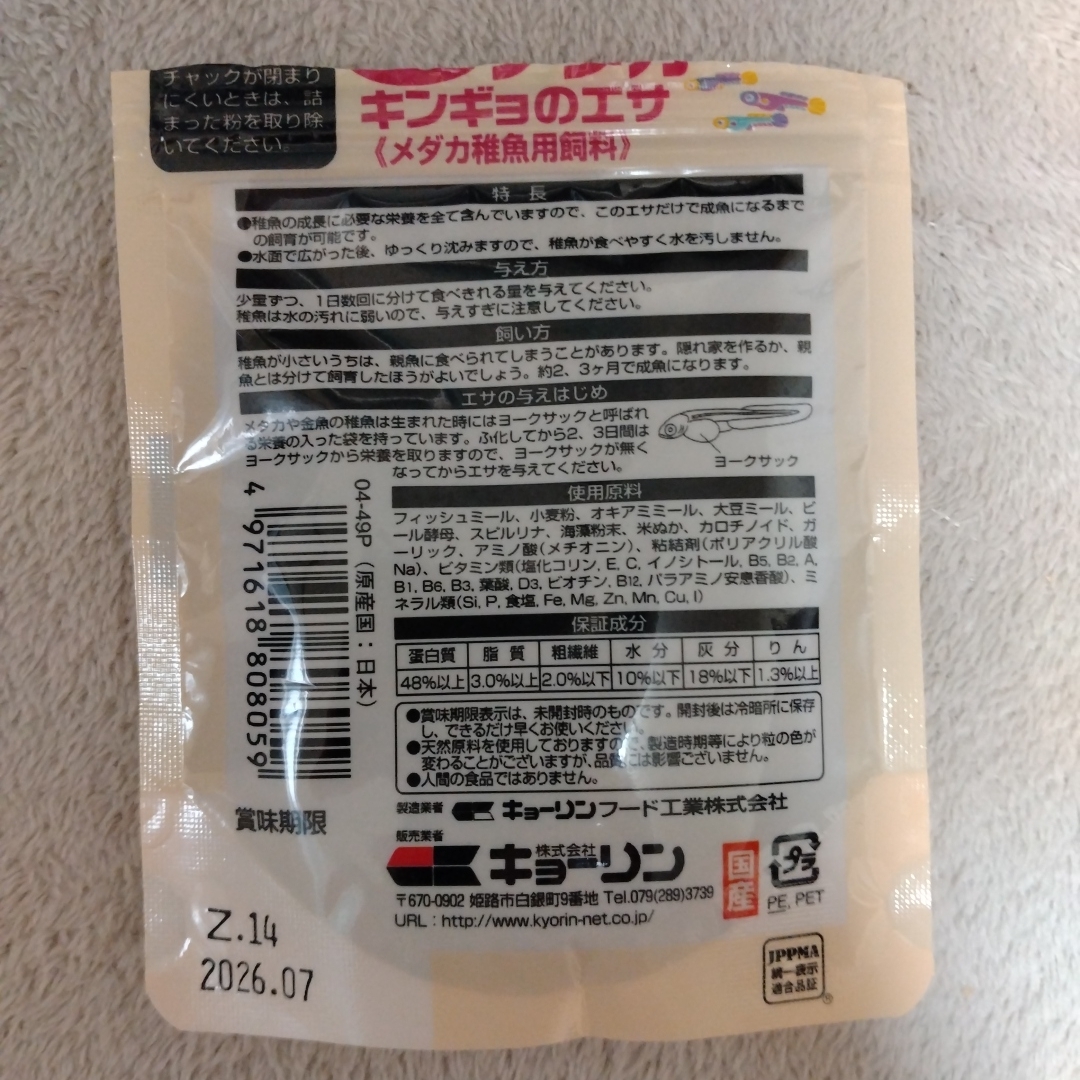 チャックが閉まり
にくいときは、詰
まった粉を取り除
いてください。
キンギョのエサ
《メダカ稚魚用飼料》
特長
●稚魚の成長に必要な栄養を全て含んでいますので、このエサだけで成魚になるまで
の飼育が可能です。
●水面で広がった後、ゆっくり沈みますので、稚魚が食べやすく水を汚しません。
与え方
少量ずつ、1日数回に分けて食べきれる量を与えてください。
稚魚は水の汚れに弱いので、与えすぎに注意してください。
飼い方
稚魚が小さいうちは、親魚に食べられてしまうことがあります。隠れ家を作るか、親
魚とは分けて飼育したほうがよいでしょう。約2、3ヶ月で成魚になります。
エサの与えはじめ
メダカや金魚の稚魚は生まれた時にはヨークサックと呼ばれ
る栄養の入った袋を持っています。ふ化してから2、3日間は
ヨークサックから栄養を取りますので、ヨークサックが無く
なってからエサを与えてください。
ヨークサック
使用原料
フィッシュミール、小麦粉、オキアミミール、大豆ミール、ビ
ール酵母、スピルリナ、海藻粉末、米ぬか、カロチノイド、ガ
ーリック、アミノ酸(メチオニン)、粘結剤(ポリアクリル酸
Na)、ビタミン類(塩化コリン, E, C, イノシトール, B5, B2, A,
B1, B6, B3, 葉酸, D3, ビオチン, B12, パラアミノ安息香酸)、ミ
ネラル類(Si, P, 食塩, Fe, Mg, Zn, Mn, Cu, I)
保証成分
蛋白質 脂質 粗繊維 水分 灰分 りん
48%以上 3.0%以上 2.0%以下 10%以下 18%以下 1.3%以上
●賞味期限表示は、未開封時のものです。開封後は冷暗所に保存
し、できるだけ早くお使いください。
●天然原料を使用しておりますので、製造時期等により粒の色が
変わることがございますが、品質には影響ございません。
●人間の食品ではありません。
04-49P (原産国:日本)
4 971618 808059
賞味期限
Z.14
2026.07
製造業者 キョーリンフード工業株式会社
販売業者
株式会社
キョーリン
〒670-0902 姫路市白銀町9番地 Tel.079(289)3739
URL:http://www.kyorin-net.co.jp/
国産
プラ
PE, PET
JPPMA
統一表示
適合品証
®